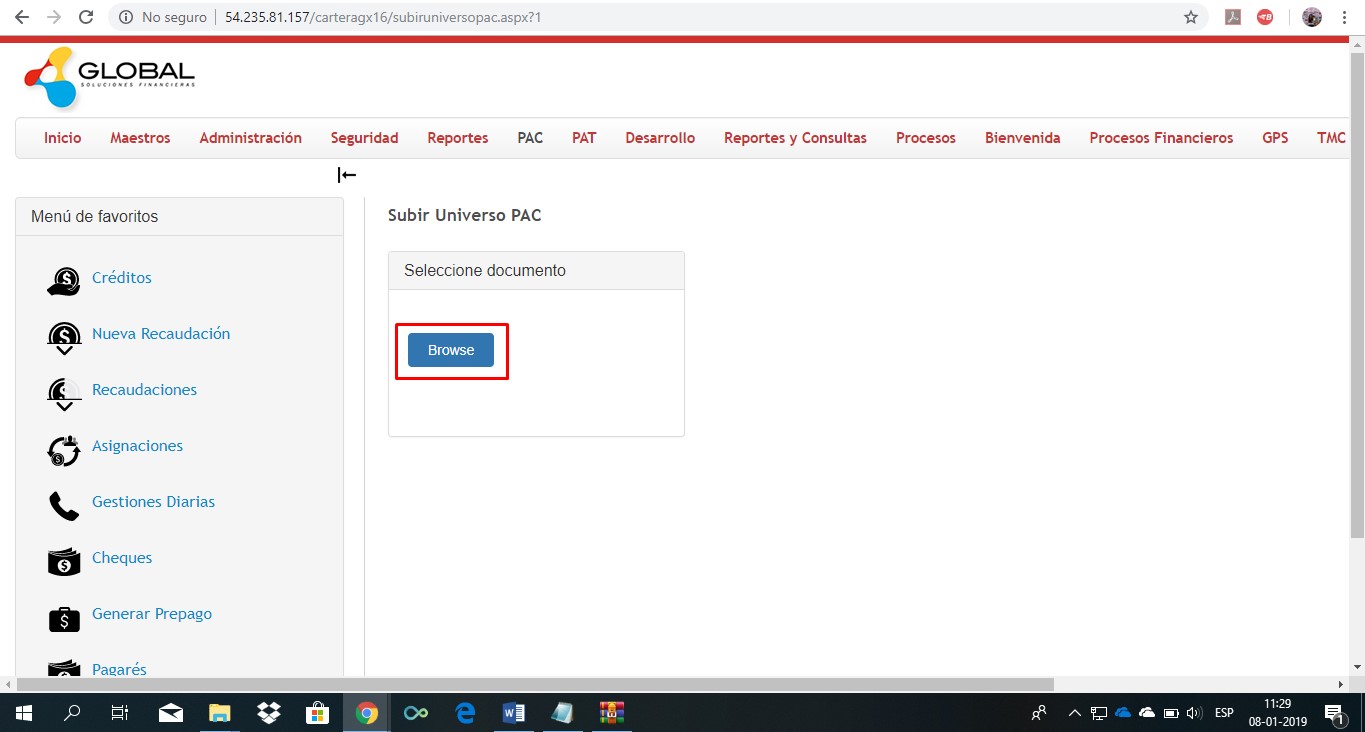 No seguro | 54.235.81.157/carteragx16/subiruniversopac.aspx?1
GLOBAL
SOLUCIONES FINANCIERAS
Inicio Maestros Administración Seguridad Reportes PAC PAT Desarrollo Reportes y Consultas Procesos Bienvenida Procesos Financieros GPS TMC
Menú de favoritos
Créditos
Nueva Recaudación
Recaudaciones
Asignaciones
Gestiones Diarias
Cheques
Generar Prepago
Pagarés
Subir Universo PAC
Seleccione documento
Browse
ESP
11:29
08-01-2019
1